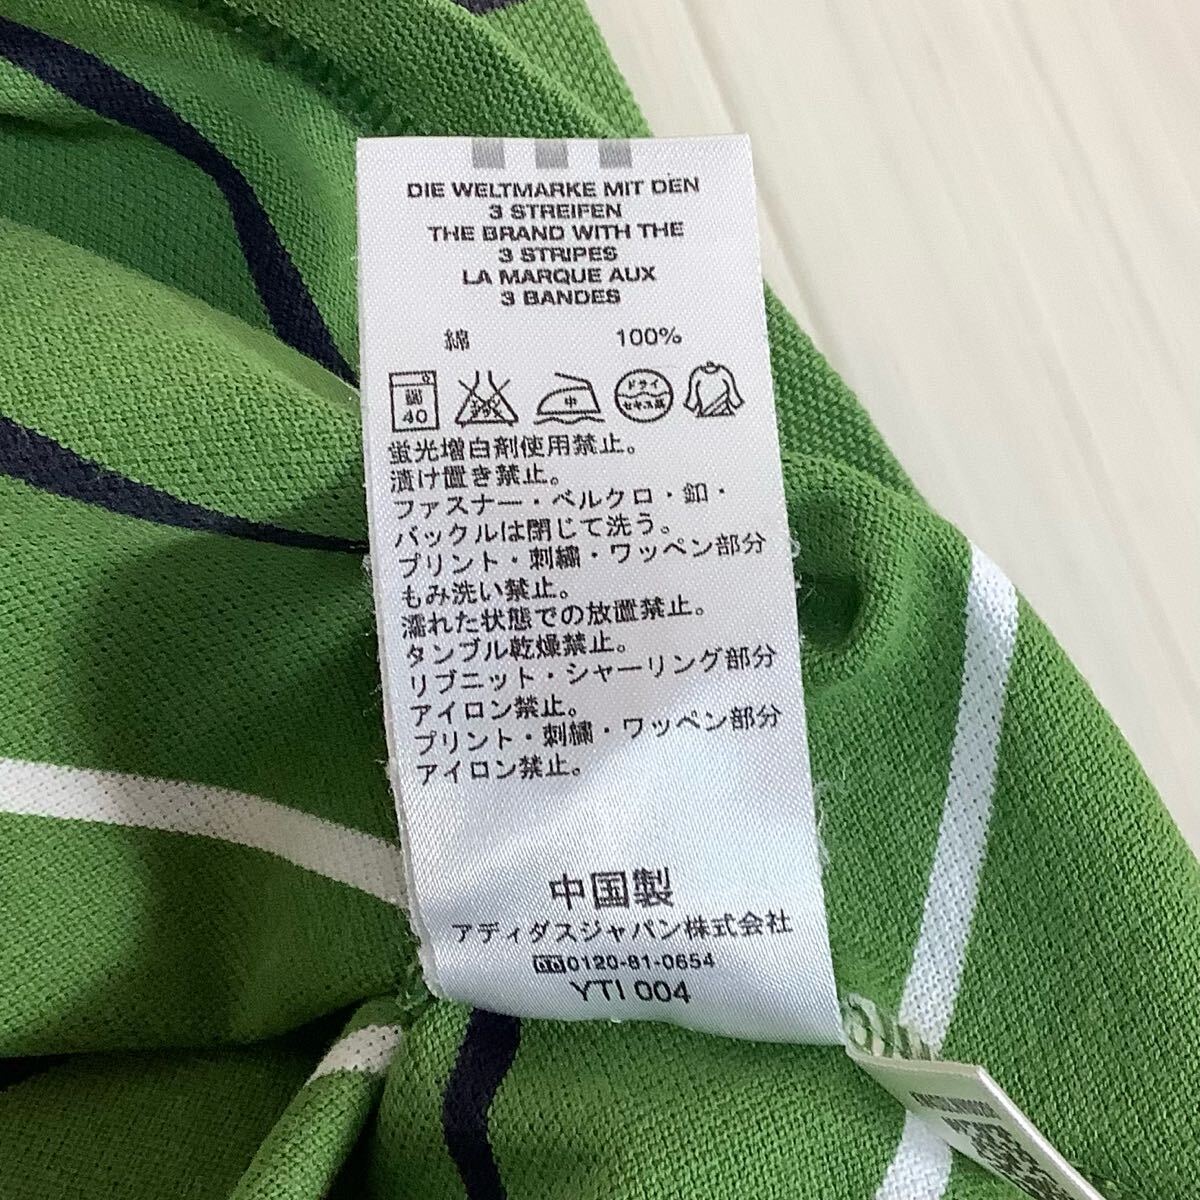 DIE WELTMARKE MIT DEN
3 STREIFEN
THE BRAND WITH THE
3 STRIPES
LA MARQUE AUX
3 BANDES
綿 100%
40 中 ドライ
蛍光増白剤使用禁止。
漬け置き禁止。
ファスナー・ベルクロ・釦・
バックルは閉じて洗う。
プリント・刺繍・ワッペン部分
もみ洗い禁止。
濡れた状態での放置禁止。
タンブル乾燥禁止。
リブニット・シャーリング部分
アイロン禁止。
プリント・刺繍・ワッペン部分
アイロン禁止。
中国製
アディダスジャパン株式会社
0120-81-0654
YTI 004